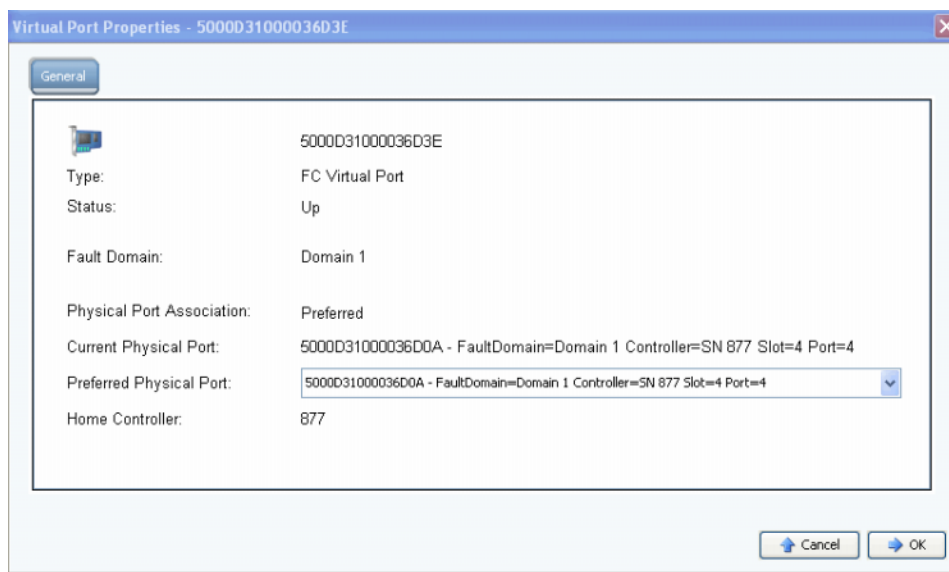 Virtual Port Properties - 5000D31000036D3E
General
5000D31000036D3E
Type: FC Virtual Port
Status: Up
Fault Domain: Domain 1
Physical Port Association: Preferred
Current Physical Port: 5000D31000036D0A - FaultDomain=Domain 1 Controller=SN 877 Slot=4 Port=4
Preferred Physical Port: 5000D31000036D0A - FaultDomain=Domain 1 Controller=SN 877 Slot=4 Port=4
Home Controller: 877
Cancel OK